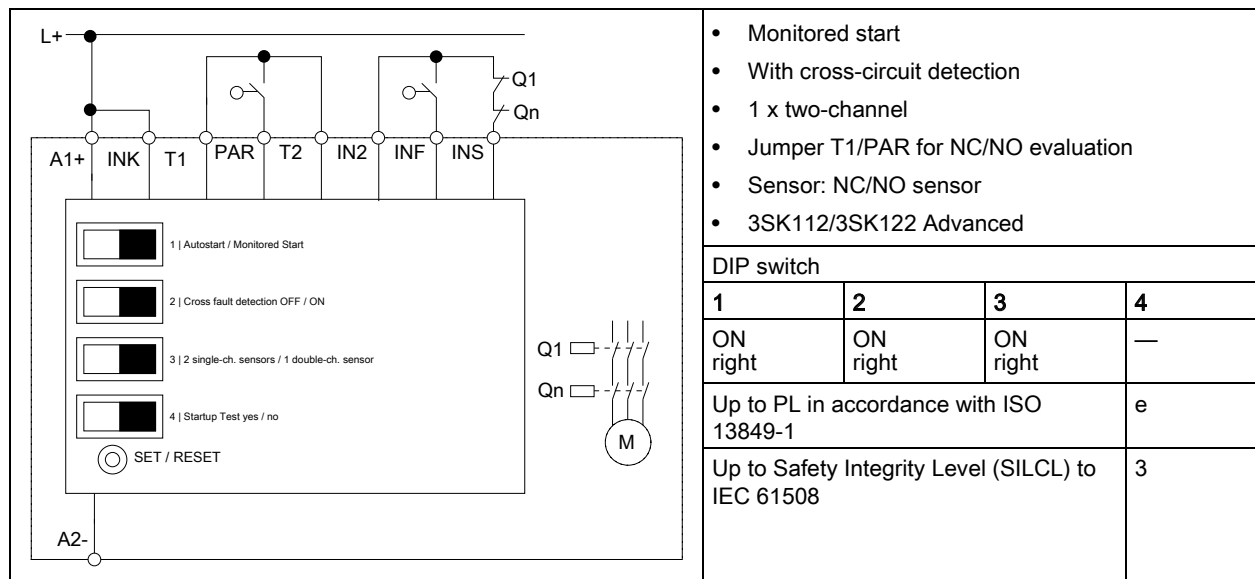 L+
Q1
Qn
A1+ INK T1 PAR T2 IN2 INF INS
1 | Autostart / Monitored Start
2 | Cross fault detection OFF / ON
3 | 2 single-ch. sensors / 1 double-ch. sensor
4 | Startup Test yes / no
SET / RESET
Q1
Qn
M
A2-
• Monitored start
• With cross-circuit detection
• 1 x two-channel
• Jumper T1/PAR for NC/NO evaluation
• Sensor: NC/NO sensor
• 3SK112/3SK122 Advanced
DIP switch
1 2 3 4
ON ON ON —
right right right
Up to PL in accordance with ISO e
13849-1
Up to Safety Integrity Level (SILCL) to 3
IEC 61508